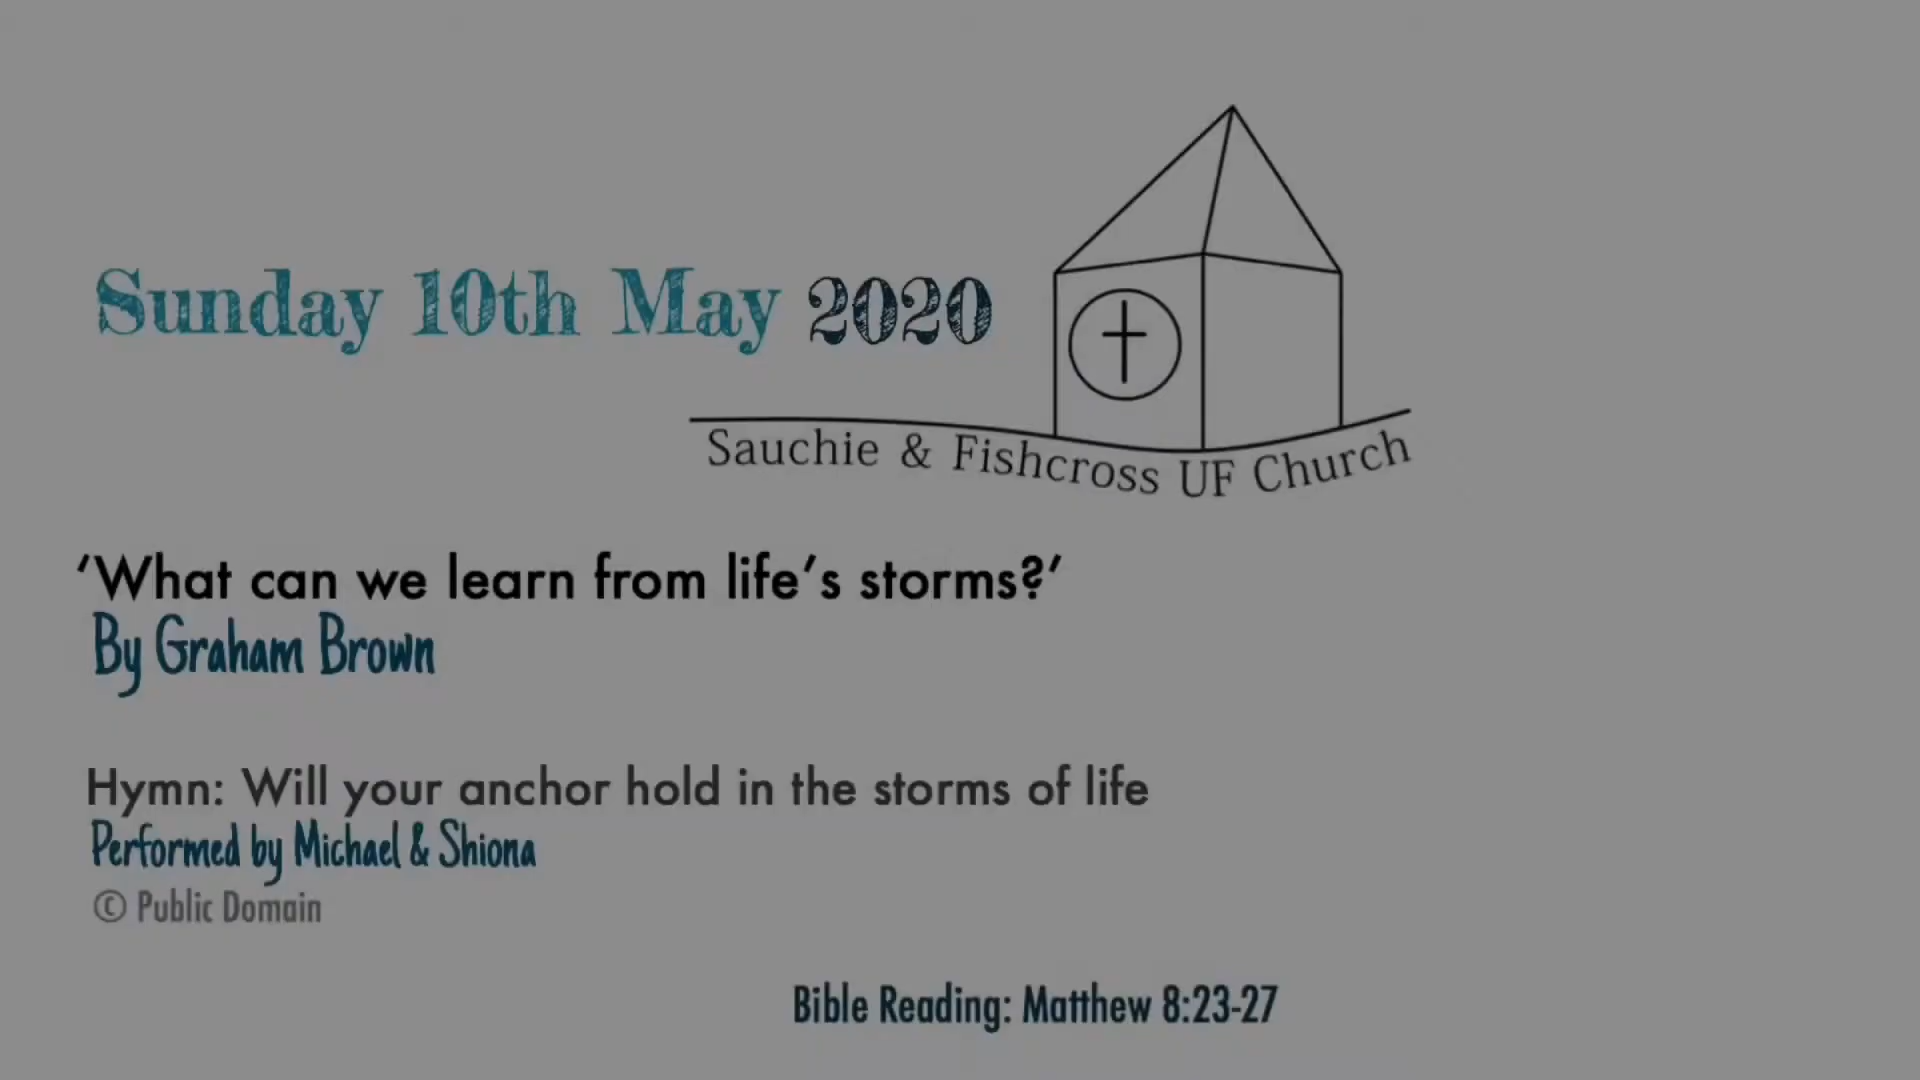 Sunday 10th May 2020
Sauchie & Fishcross UF Church
‘What can we learn from life’s storms?’
By Graham Brown
Hymn: Will your anchor hold in the storms of life
Performed by Michael & Shiona
© Public Domain
Bible Reading: Matthew 8:23-27